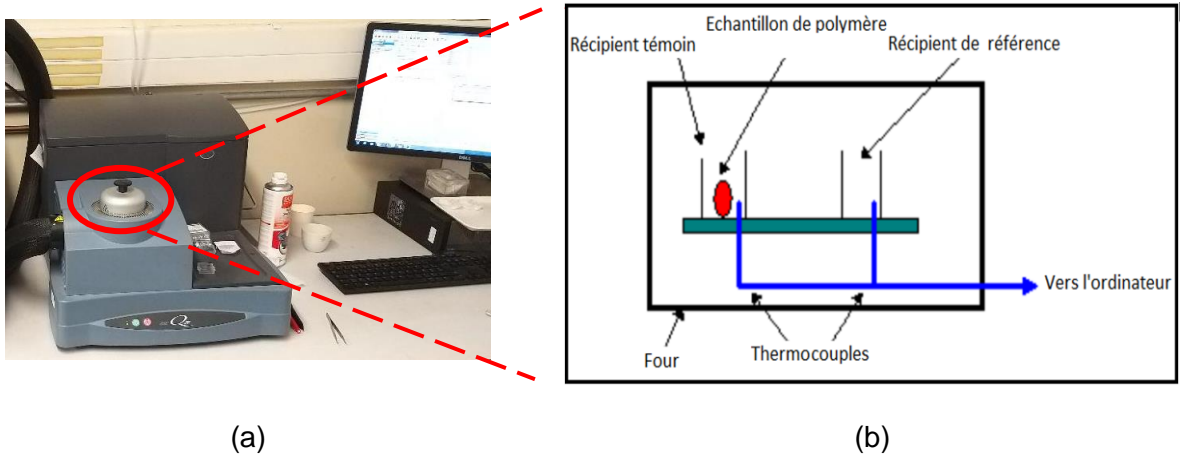 Echantillon de polymère
Récipient témoin
Récipient de référence
Vers l'ordinateur
Thermocouples
Four
(a)
(b)